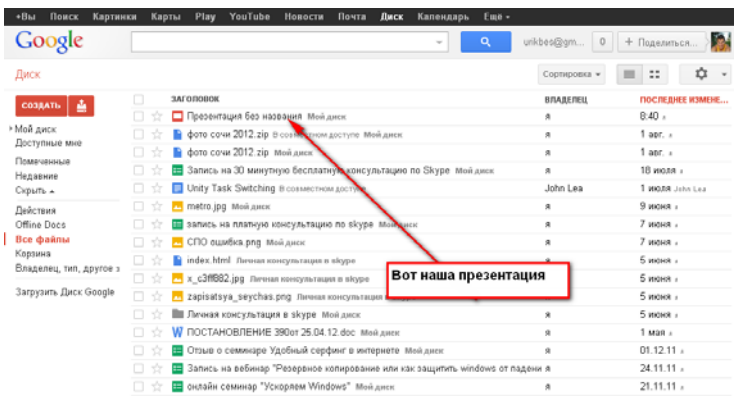 +Вы Поиск Картинки Карты Play YouTube Новости Почта Диск Календарь Ещё
Google urikbes@gm... 0 + Поделиться...
Диск Сортировка
СОЗДАТЬ
Мой диск
Доступные мне
Помеченные
Недавние
Скрыть
Действия
Offline Docs
Все файлы
Корзина
Владелец, тип, другое
Загрузить Диск Google
ЗАГОЛОВОК ВЛАДЕЛЕЦ ПОСЛЕДНЕЕ ИЗМЕНЕ...
Презентация без названия Мой диск я 8:40 я
фото сочи 2012.zip В совместном доступе Мой диск я 1 авг. я
фото сочи 2012.zip Мой диск я 1 авг. я
Запись на 30 минутную бесплатную консультацию по Skype Мой диск я 18 июля я
Unity Task Switching В совместном доступе John Lea 1 июля John Lea
metro.jpg Мой диск я 9 июня я
запись на платную консультацию по skype Мой диск я 7 июня я
СПО ошибка.png Мой диск я 7 июня я
index.html Личная консультация в skype я 5 июня я
x_c3ff882.jpg Личная консультация в skype я 5 июня я
zapisatsya_seychas.png Личная консультация я 5 июня я
Личная консультация в skype Мой диск я 5 июня я
ПОСТАНОВЛЕНИЕ 390от 25.04.12.doc Мой диск я 1 мая я
Отзыв о семинаре Удобный серфинг в интернете Мой диск я 01.12.11 я
Запись на вебинар "Резервное копирование или как защитить windows от падени я 24.11.11 я
онлайн семинар "Ускоряем Windows" Мой диск я 21.11.11 я
Вот наша презентация